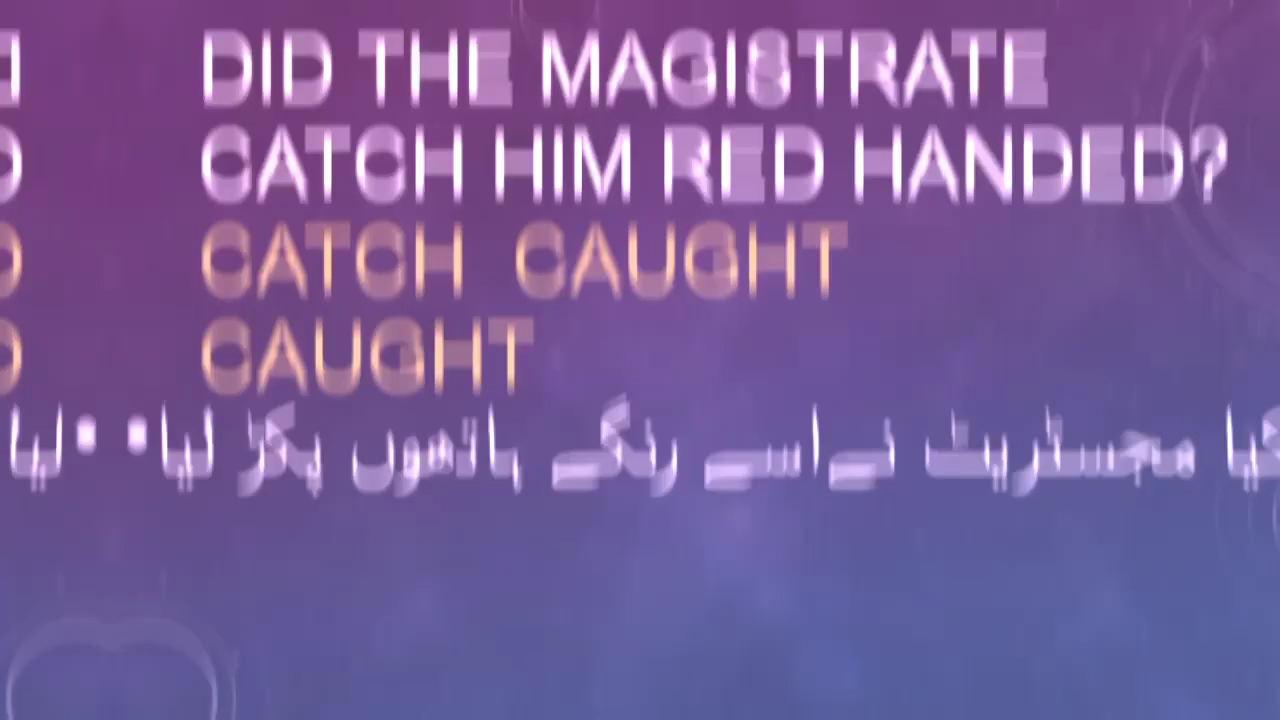 DID THE MAGISTRATE
CATCH HIM RED HANDED?
CATCH CAUGHT
CAUGHT
کیا مجسٹریٹ نے اسے رنگے ہاتھوں پکڑ لیا۔